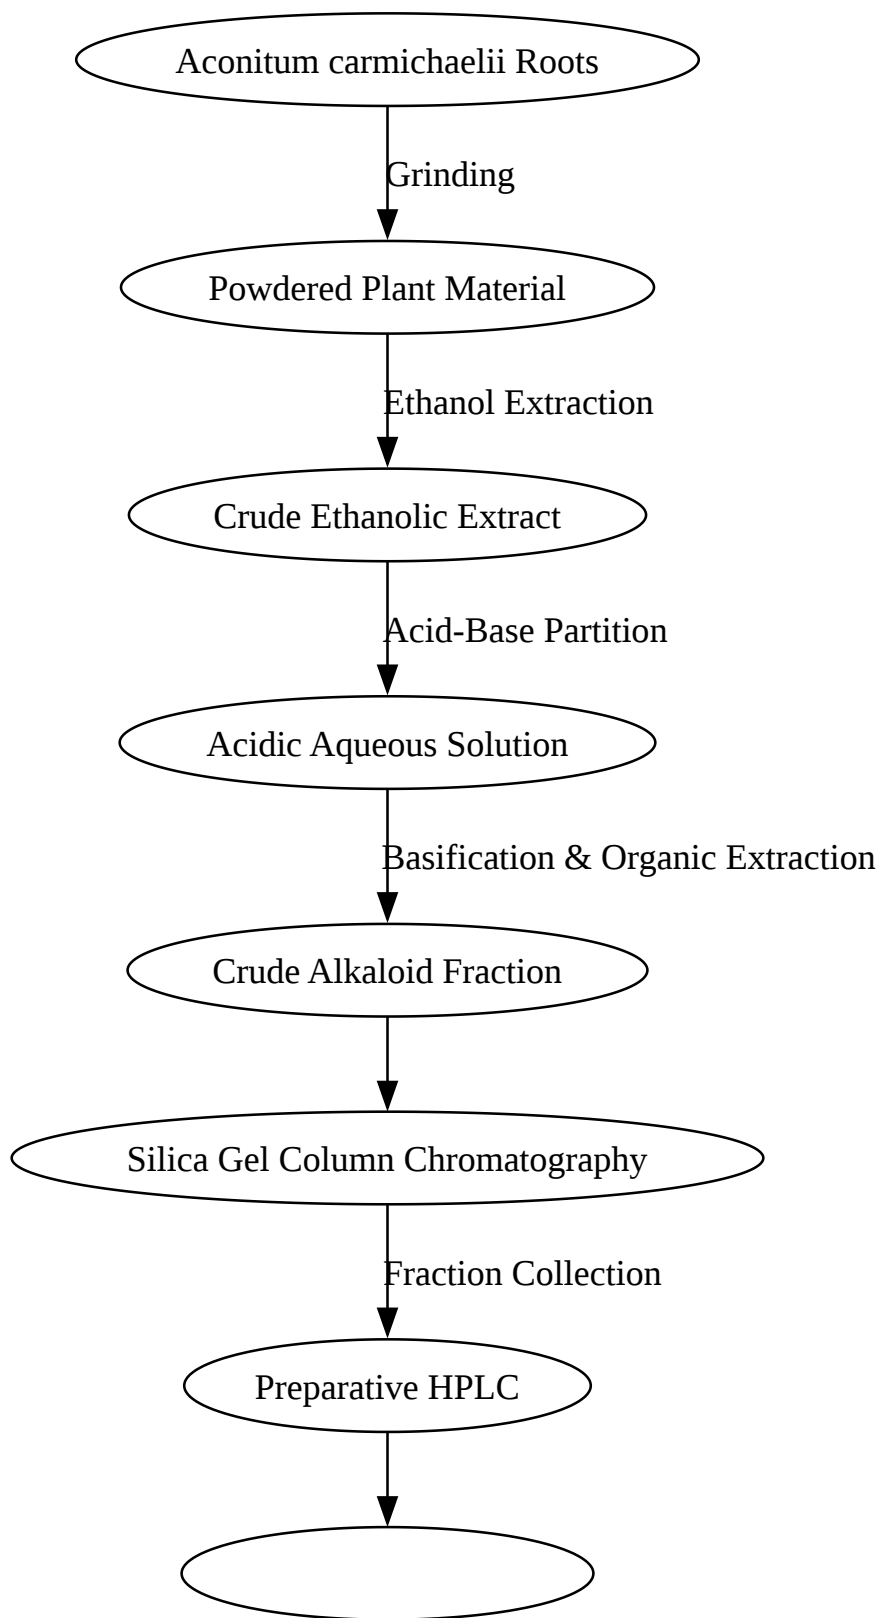 Aconitum carmichaelii Roots
Grinding
Powdered Plant Material
Ethanol Extraction
Crude Ethanolic Extract
Acid-Base Partition
Acidic Aqueous Solution
Basification & Organic Extraction
Crude Alkaloid Fraction
Silica Gel Column Chromatography
Fraction Collection
Preparative HPLC